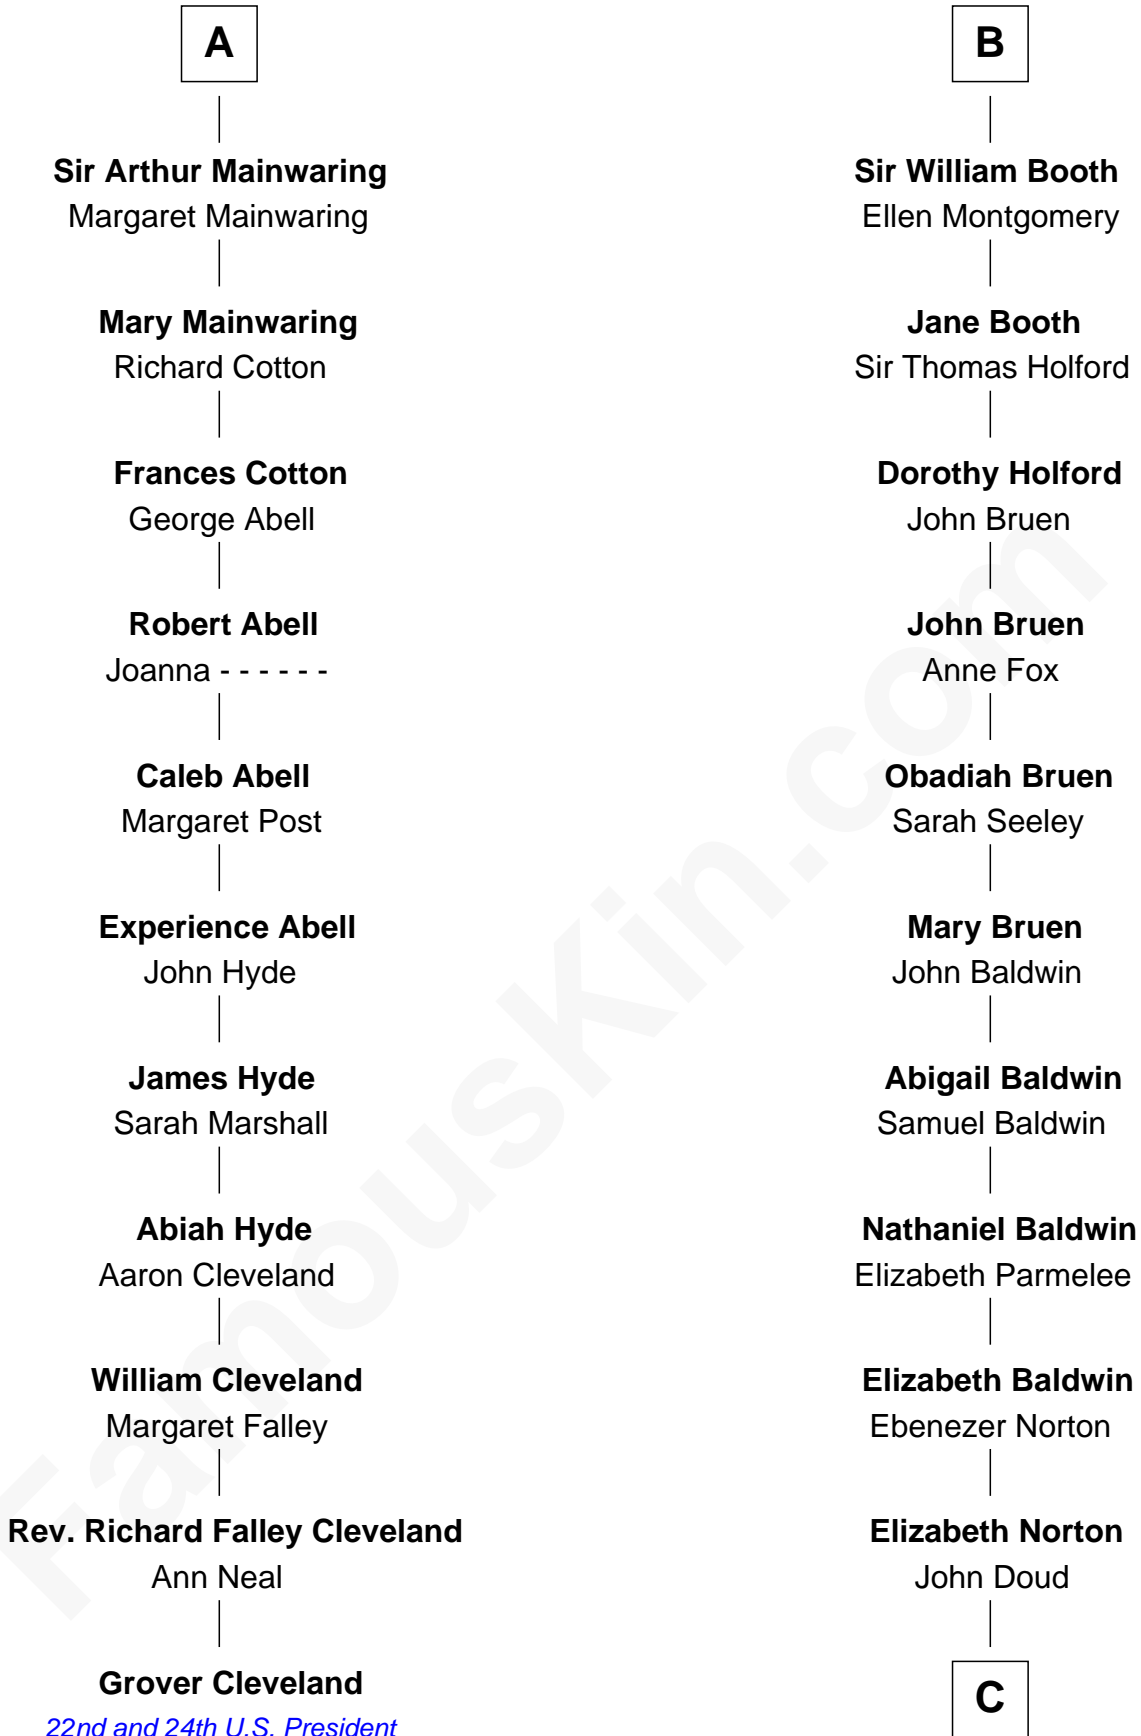 A
Sir Arthur Mainwaring
Margaret Mainwaring
Mary Mainwaring
Richard Cotton
Frances Cotton
George Abell
Robert Abell
Joanna - - - - - -
Caleb Abell
Margaret Post
Experience Abell
John Hyde
James Hyde
Sarah Marshall
Abiah Hyde
Aaron Cleveland
William Cleveland
Margaret Falley
Rev. Richard Falley Cleveland
Ann Neal
Grover Cleveland
22nd and 24th U.S. President
B
Sir William Booth
Ellen Montgomery
Jane Booth
Sir Thomas Holford
Dorothy Holford
John Bruen
John Bruen
Anne Fox
Obadiah Bruen
Sarah Seeley
Mary Bruen
John Baldwin
Abigail Baldwin
Samuel Baldwin
Nathaniel Baldwin
Elizabeth Parmelee
Elizabeth Baldwin
Ebenezer Norton
Elizabeth Norton
John Doud
C
FamousKin.com